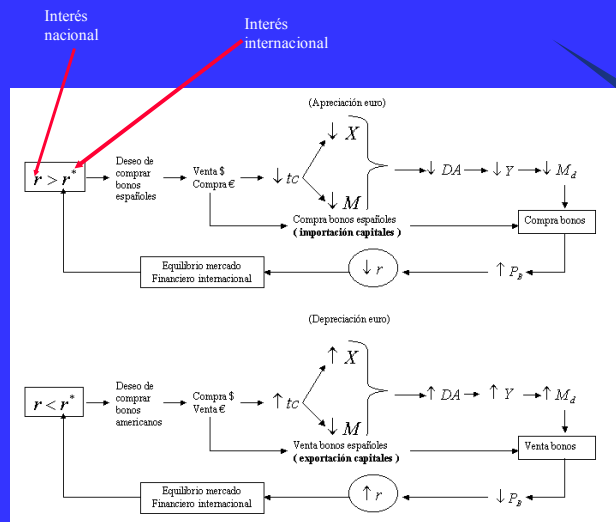 Interés
nacional
Interés
internacional
(Apreciación euro)
↓ X
r > r*
Deseo de
comprar
bonos
españoles
Venta $
Compra €
↓ tc
↓ DA
↓ Y
↓ Md
↓ M
Compra bonos españoles
( importación capitales )
Compra bonos
Equilibrio mercado
Financiero internacional
↓ r
↑ PB
(Depreciación euro)
↑ X
r < r*
Deseo de
comprar
bonos
americanos
Compra $
Venta €
↑ tc
↑ DA
↑ Y
↑ Md
↓ M
Venta bonos españoles
( exportación capitales )
Venta bonos
Equilibrio mercado
Financiero internacional
↑ r
↓ PB